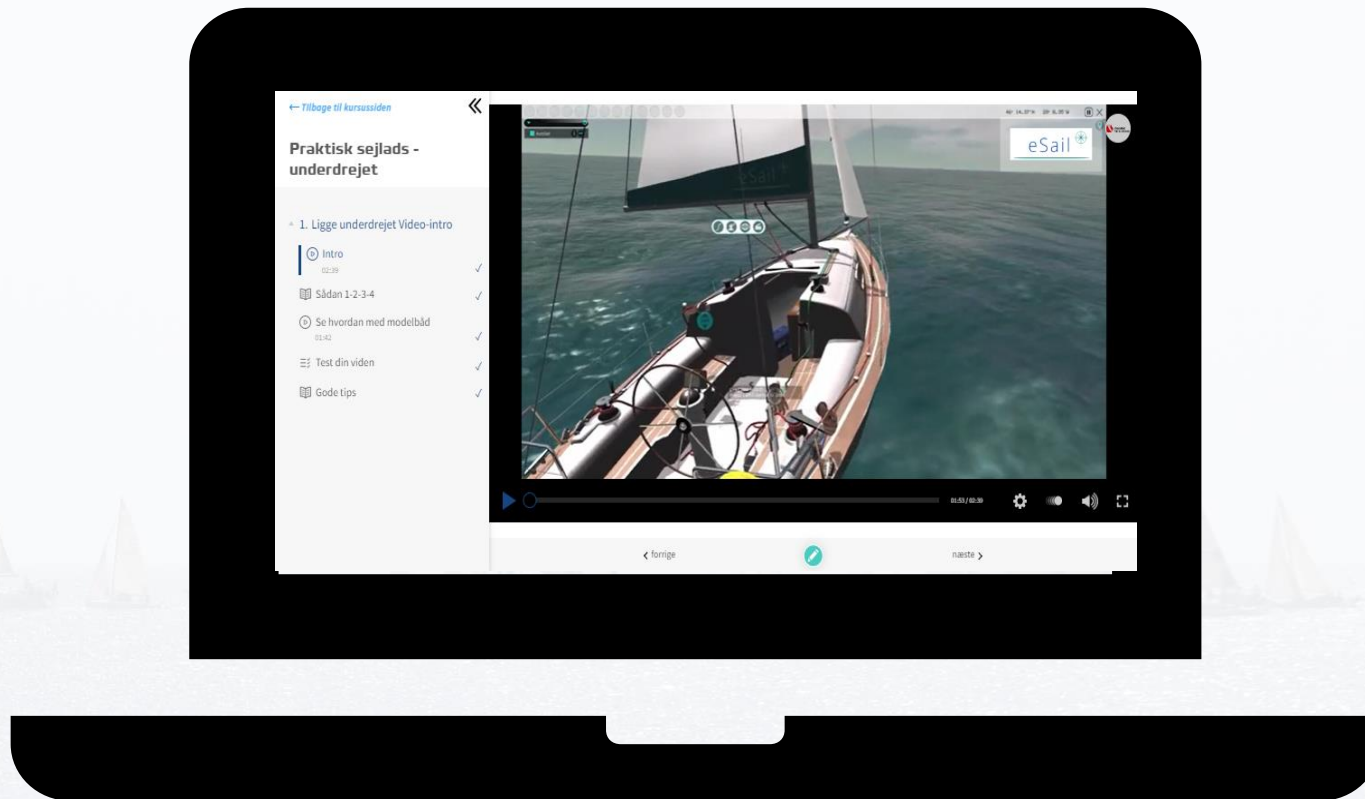 ← Tilbage til kursussiden
Praktisk sejlads -
underdrejet
1. Ligge underdrejet Video-intro
Intro
02:39
Sådan 1-2-3-4
Se hvordan med modelbåd
01:42
Test din viden
Gode tips
eSail
eSail
01:53 / 02:39
forrige
næste